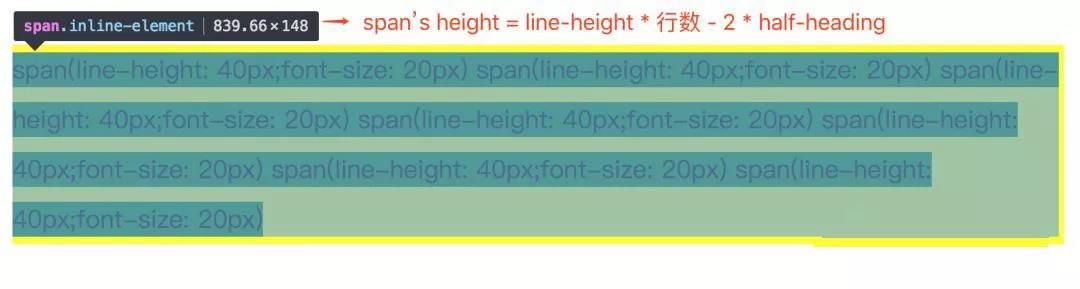 span.inline-element | 839.66×148 → span's height = line-height * 行数 - 2 * half-heading
span(line-height: 40px;font-size: 20px) span(line-height: 40px;font-size: 20px) span(line-
height: 40px;font-size: 20px) span(line-height: 40px;font-size: 20px) span(line-height:
40px;font-size: 20px) span(line-height: 40px;font-size: 20px) span(line-height:
40px;font-size: 20px)